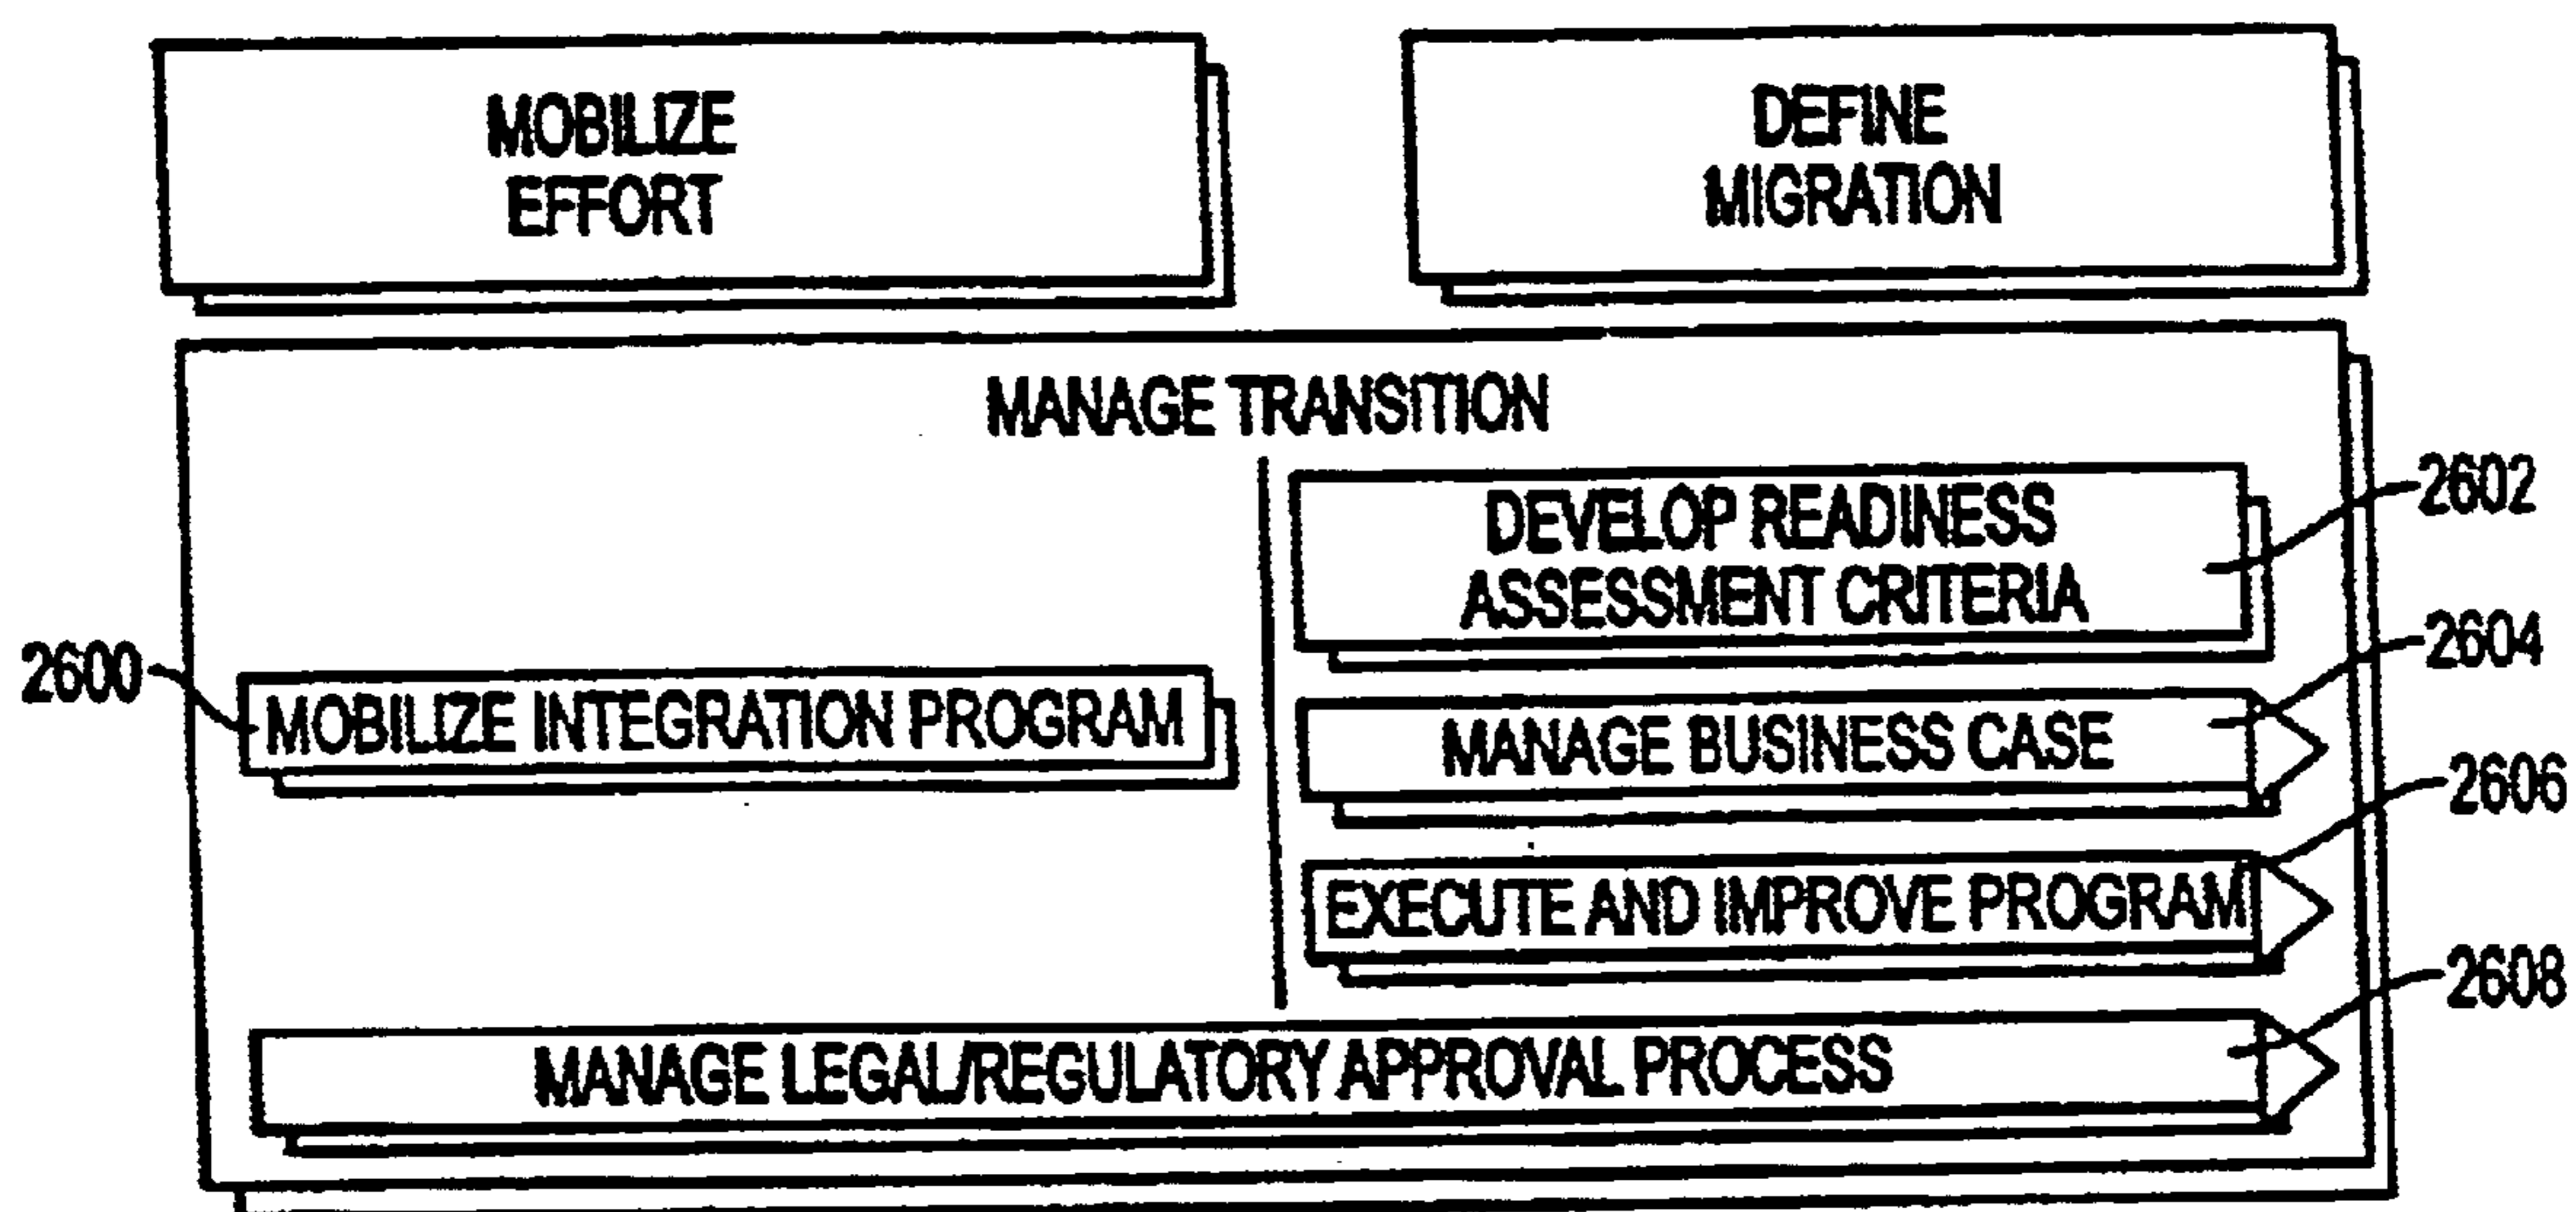 MOBILIZE
EFFORT
DEFINE
MIGRATION
MANAGE TRANSITION
DEVELOP READINESS
ASSESSMENT CRITERIA
2602
2604
2600
MOBILIZE INTEGRATION PROGRAM
MANAGE BUSINESS CASE
2606
EXECUTE AND IMPROVE PROGRAM
2608
MANAGE LEGAL/REGULATORY APPROVAL PROCESS